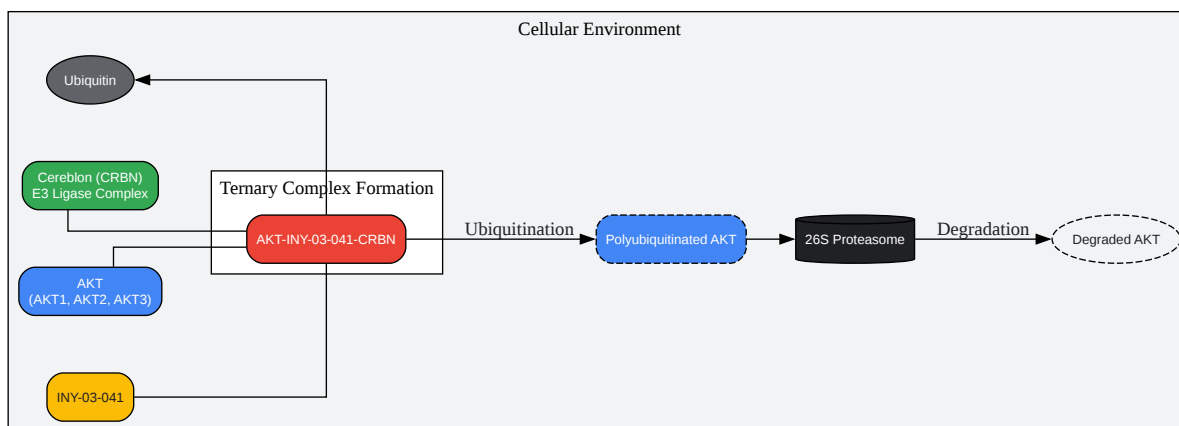 Cellular Environment
Ubiquitin
Cereblon (CRBN)
E3 Ligase Complex
Ternary Complex Formation
AKT-INY-03-041-CRBN
Ubiquitination
Polyubiquitinated AKT
26S Proteasome
Degradation
Degraded AKT
AKT
(AKT1, AKT2, AKT3)
INY-03-041